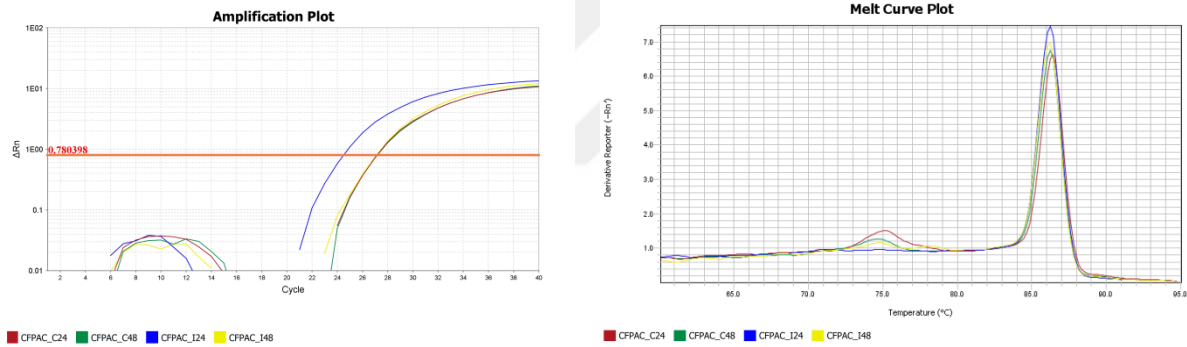 Amplification Plot
1E02
1E01
1E00
0.1
0.01
ΔRn
0.780398
2 4 6 8 10 12 14 16 18 20 22 24 26 28 30 32 34 36 38 40
Cycle
CFPAC_C24 CFPAC_C48 CFPAC_I24 CFPAC_I48
Melt Curve Plot
7.0
6.0
5.0
4.0
3.0
2.0
1.0
Derivative Reporter (-Rn')
65.0 70.0 75.0 80.0 85.0 90.0 95.0
Temperature (°C)
CFPAC_C24 CFPAC_C48 CFPAC_I24 CFPAC_I48